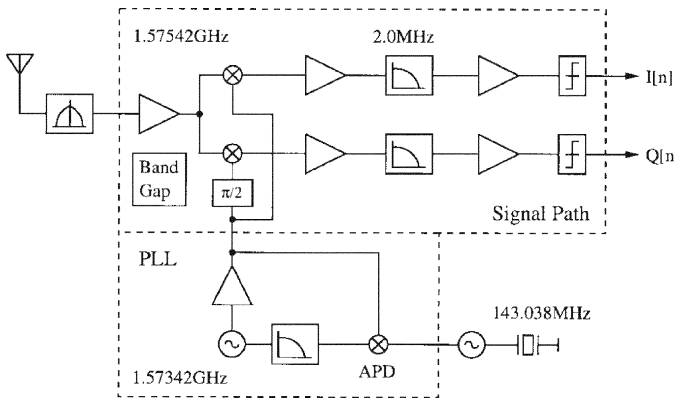 1.57542GHz
2.0MHz
I[n]
Q[n
Band
Gap
π/2
Signal Path
PLL
143.038MHz
APD
1.57342GHz